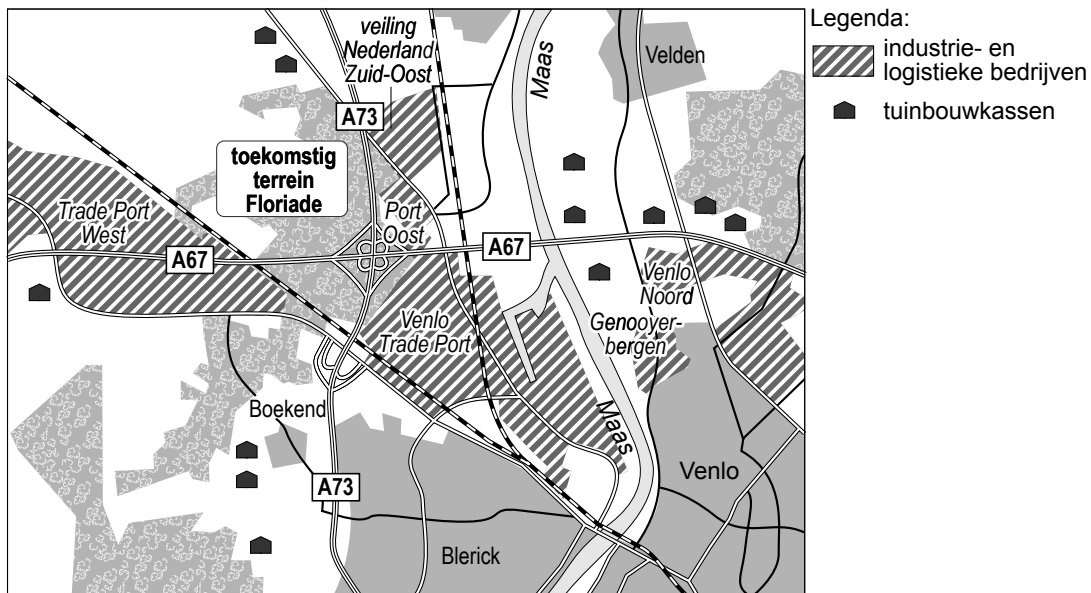 veiling
Nederland
Zuid-Oost
Maas
Velden
A73
toekomstig
terrein
Floriade
Trade Port
West
Port
Oost
A67
A67
Venlo
Noord
Genooyer-
bergen
Venlo
Trade Port
Boekend
Maas
Venlo
A73
Blerick
Legenda:
industrie- en
logistieke bedrijven
tuinbouwkassen